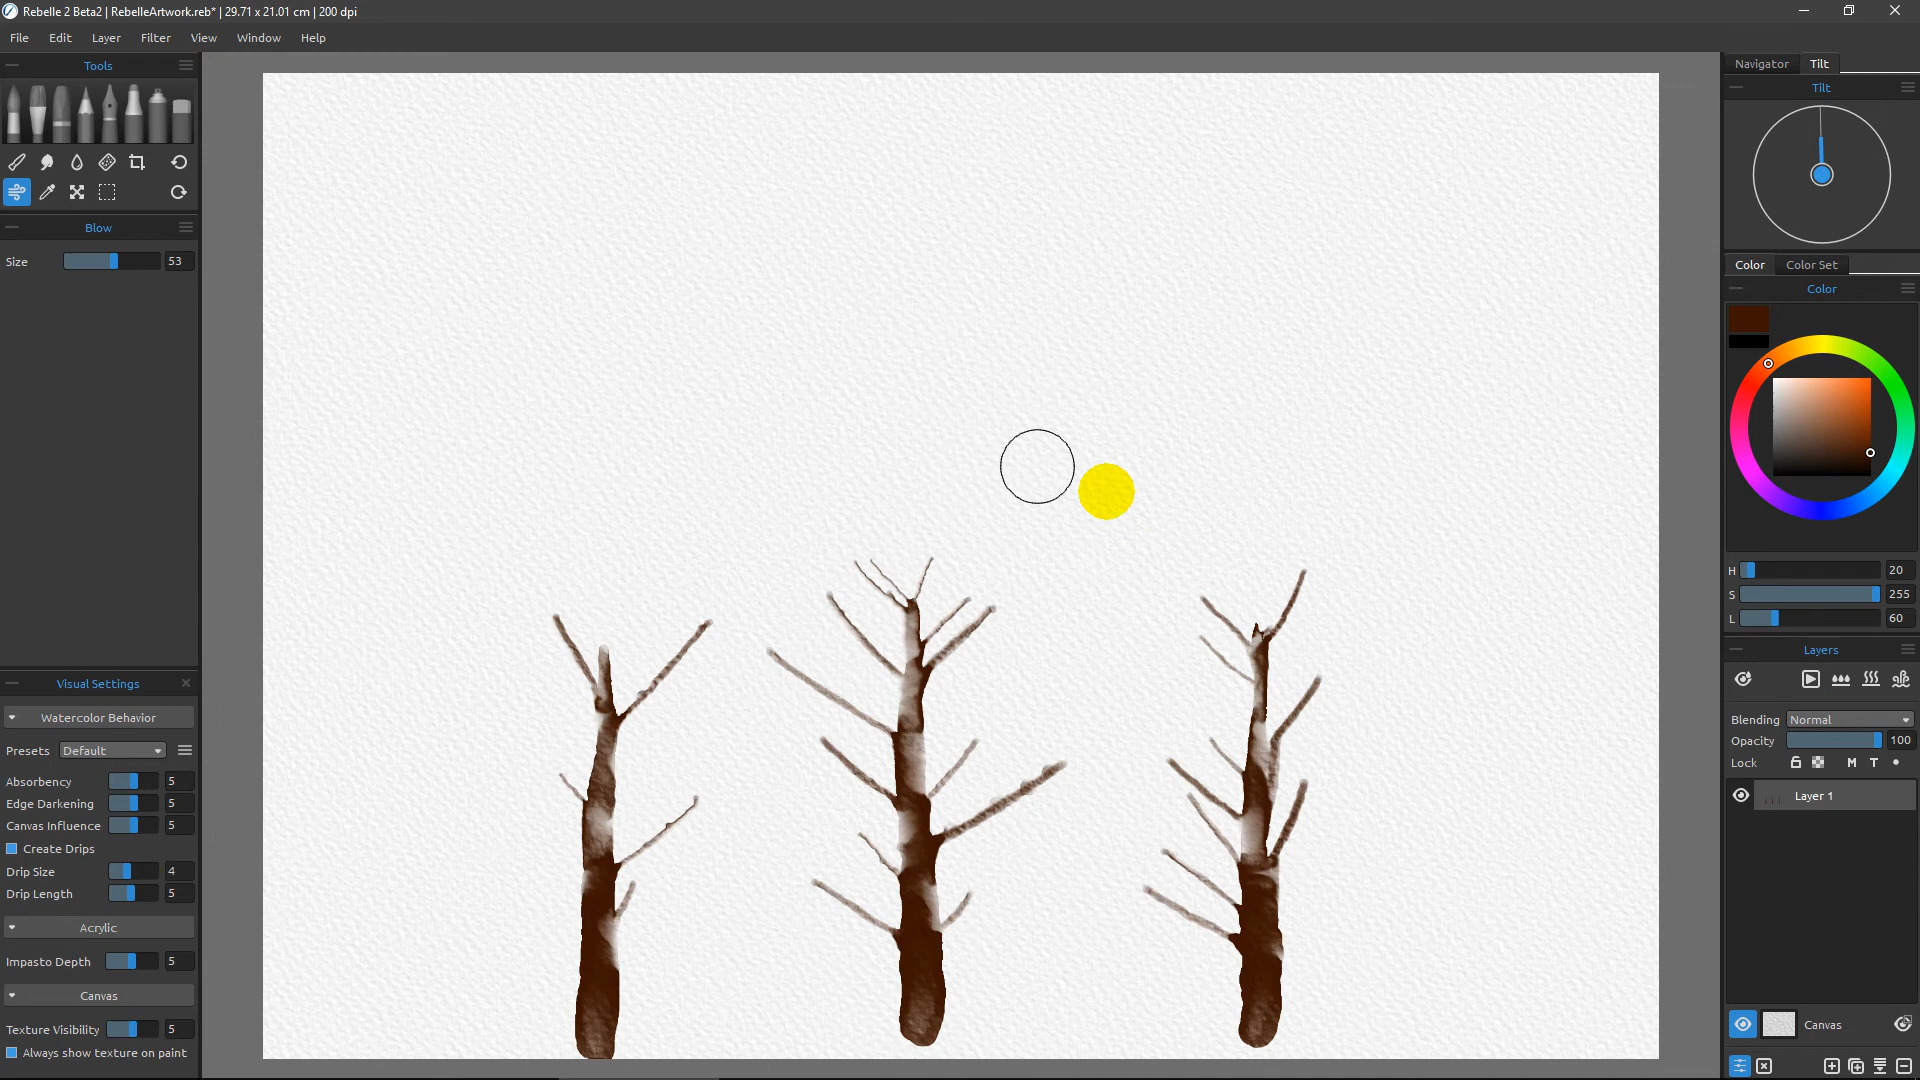 Rebelle 2 Beta2 | RebelleArtwork.reb* | 29.71 x 21.01 cm | 200 dpi
File Edit Layer Filter View Window Help
Tools
Blow
Size 53
Visual Settings
Watercolor Behavior
Presets Default
Absorbency 5
Edge Darkening 5
Canvas Influence 5
Create Drips
Drip Size 4
Drip Length 5
Acrylic
Impasto Depth 5
Canvas
Texture Visibility 5
Always show texture on paint
Navigator Tilt
Tilt
Color Color Set
Color
H 20
S 255
L 60
Layers
Blending Normal
Opacity 100
Lock M T
Layer 1
Canvas